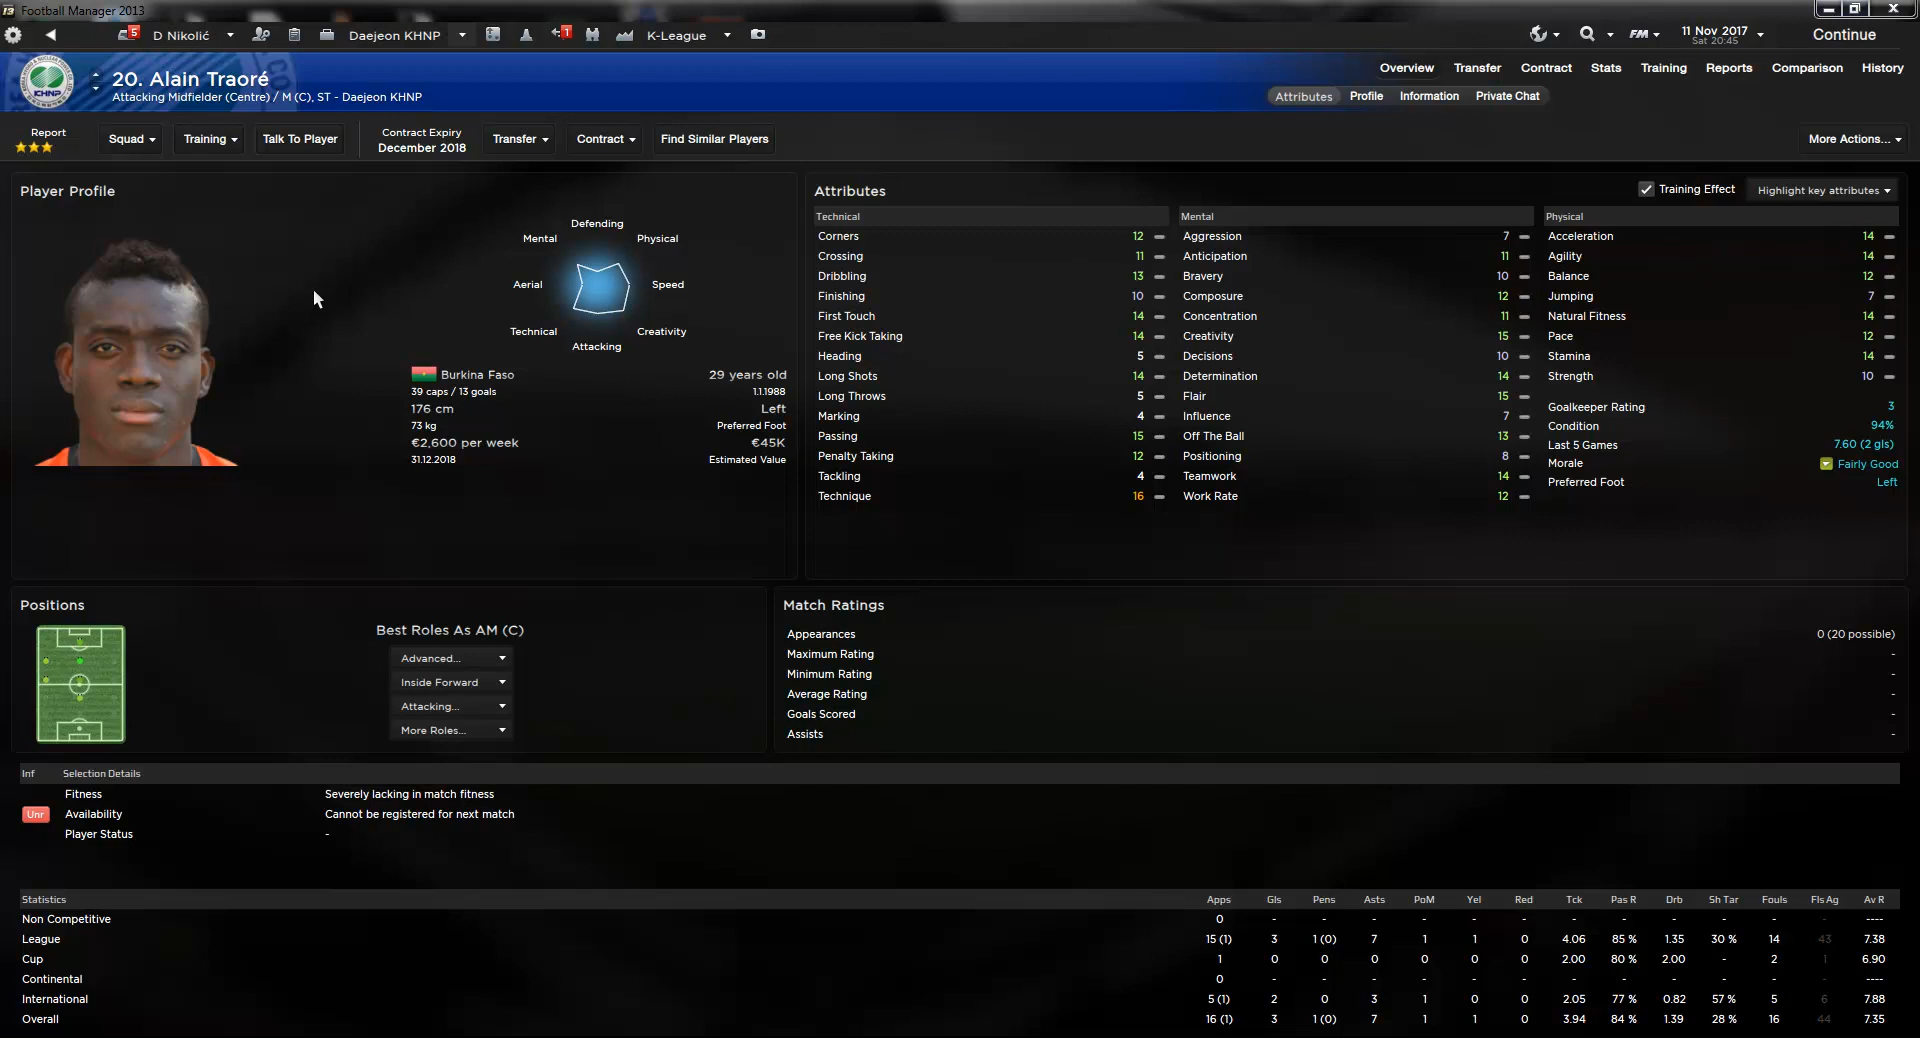 Football Manager 2013
5 D Nikolić Daejeon KHNP 1 K-League FM 11 Nov 2017 Sat 20:45 Continue
20. Alain Traoré
Attacking Midfielder (Centre) / M (C), ST - Daejeon KHNP
KHNP
Overview Transfer Contract Stats Training Reports Comparison History
Attributes Profile Information Private Chat
Report Squad Training Talk To Player Contract Expiry December 2018 Transfer Contract Find Similar Players More Actions...
Player Profile
Defending
Mental Physical
Aerial Speed
Technical Creativity
Attacking
Burkina Faso 29 years old
39 caps / 13 goals 1.1.1988
176 cm Left
73 kg Preferred Foot
€2,600 per week €45K
31.12.2018 Estimated Value
Attributes Training Effect Highlight key attributes
Technical Mental Physical
Corners 12 Aggression 7 Acceleration 14
Crossing 11 Anticipation 11 Agility 14
Dribbling 13 Bravery 10 Balance 12
Finishing 10 Composure 12 Jumping 7
First Touch 14 Concentration 11 Natural Fitness 14
Free Kick Taking 14 Creativity 15 Pace 12
Heading 5 Decisions 10 Stamina 14
Long Shots 14 Determination 14 Strength 10
Long Throws 5 Flair 15
Marking 4 Influence 7 Goalkeeper Rating 3
Passing 15 Off The Ball 13 Condition 94%
Penalty Taking 12 Positioning 8 Last 5 Games 7.60 (2 gls)
Tackling 4 Teamwork 14 Morale Fairly Good
Technique 16 Work Rate 12 Preferred Foot Left
Positions
Best Roles As AM (C)
Advanced...
Inside Forward
Attacking...
More Roles...
Match Ratings
Appearances 0 (20 possible)
Maximum Rating -
Minimum Rating -
Average Rating -
Goals Scored -
Assists -
Inf Selection Details
Fitness Severely lacking in match fitness
Unr Availability Cannot be registered for next match
Player Status -
Statistics Apps Gls Pens Asts PoM Yel Red Tck Pas R Drb Sh Tar Fouls Fls Ag Av R
Non Competitive 0 - - - - - - - - - - - - ----
League 15 (1) 3 1 (0) 7 1 1 0 4.06 85 % 1.35 30 % 14 43 7.38
Cup 1 0 0 0 0 0 0 2.00 80 % 2.00 - 2 1 6.90
Continental 0 - - - - - - - - - - - - ----
International 5 (1) 2 0 3 1 0 0 2.05 77 % 0.82 57 % 5 6 7.88
Overall 16 (1) 3 1 (0) 7 1 1 0 3.94 84 % 1.39 28 % 16 44 7.35